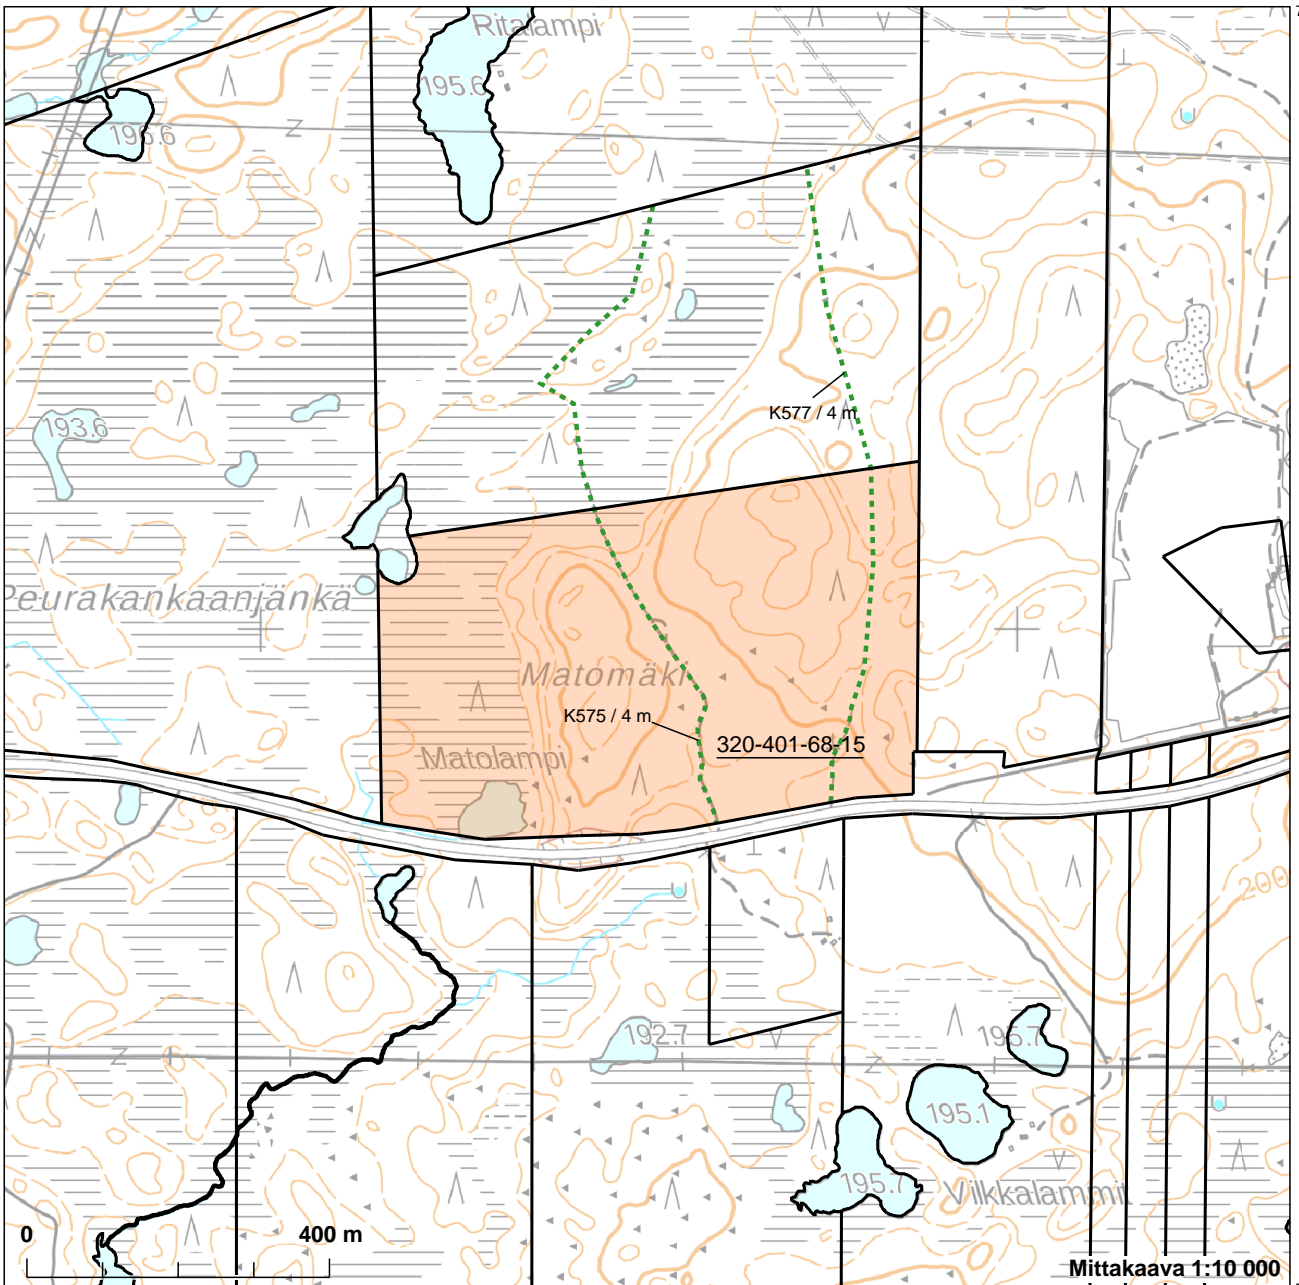 Ritalampi
195.6
193.6
K577 / 4 m
Peurakankaanjänkä
Matomäki
K575 / 4 m
320-401-68-15
Matolampi
200
192.7
195.1
195.7
Vilkkalammit
0
400 m
Mittakaava 1:10 000